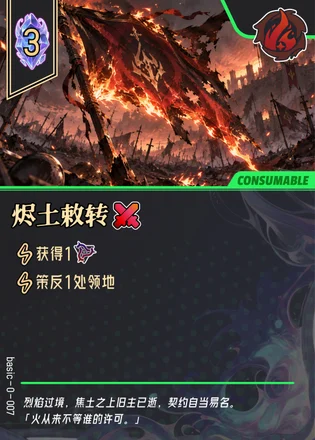 3
CONSUMABLE
烬土敕转
获得1
策反1处领地
烈焰过境，焦土之上旧主已逝，契约自当易名。
「火从来不等谁的许可。」
basic-0-007